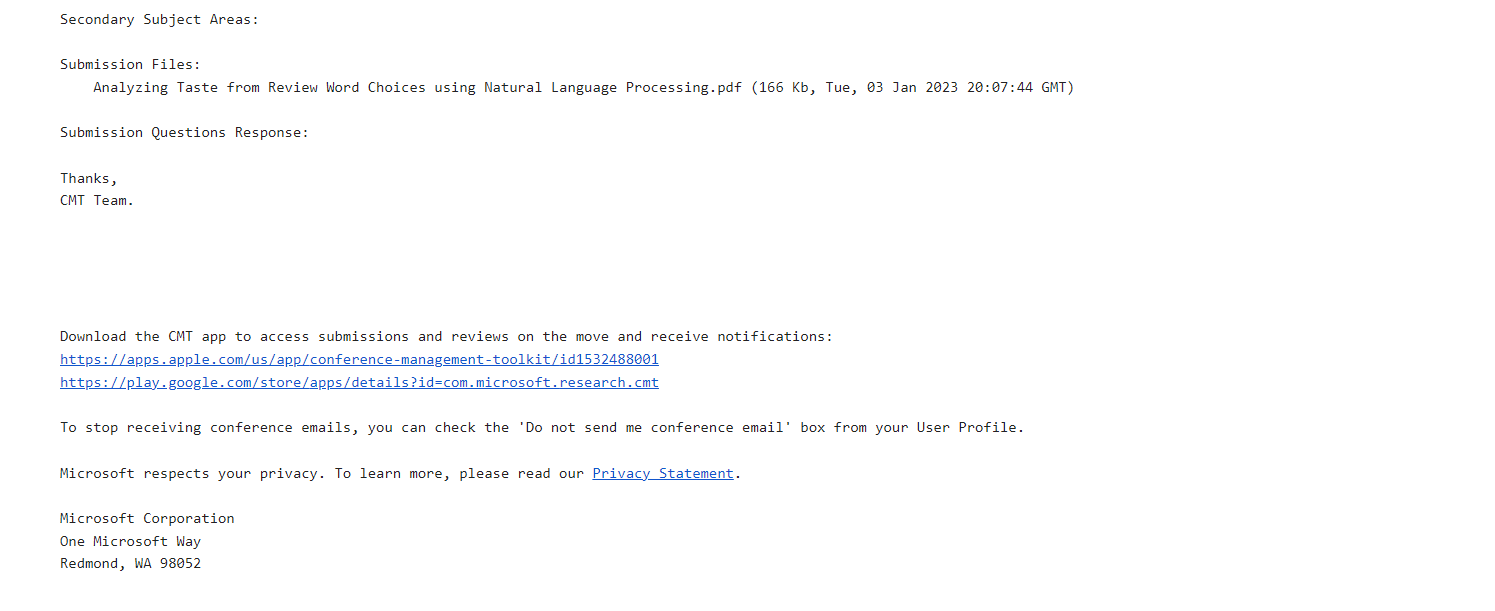 Secondary Subject Areas:
Submission Files:
Analyzing Taste from Review Word Choices using Natural Language Processing.pdf (166 Kb, Tue, 03 Jan 2023 20:07:44 GMT)
Submission Questions Response:
Thanks,
CMT Team.
Download the CMT app to access submissions and reviews on the move and receive notifications:
https://apps.apple.com/us/app/conference-management-toolkit/id1532488001
https://play.google.com/store/apps/details?id=com.microsoft.research.cmt
To stop receiving conference emails, you can check the 'Do not send me conference email' box from your User Profile.
Microsoft respects your privacy. To learn more, please read our Privacy Statement.
Microsoft Corporation
One Microsoft Way
Redmond, WA 98052